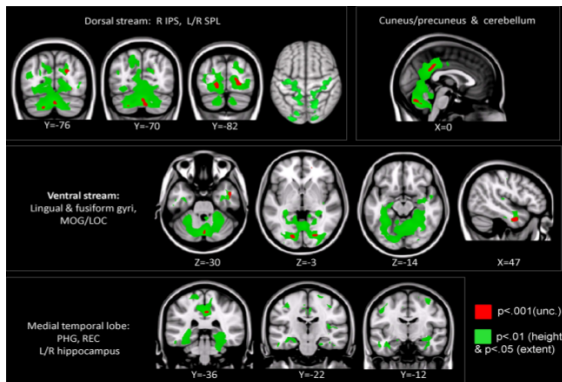 Dorsal stream: R IPS, L/R SPL
Cuneus/precuneus & cerebellum
Y=-76
Y=-70
Y=-82
X=0
Ventral stream:
Lingual & fusiform gyri,
MOG/LOC
Z=-30
Z=-3
Z=-14
X=47
Medial temporal lobe:
PHG, REC
L/R hippocampus
Y=-36
Y=-22
Y=-12
p<.001(unc.)
p<.01 (height)
& p<.05 (extent)